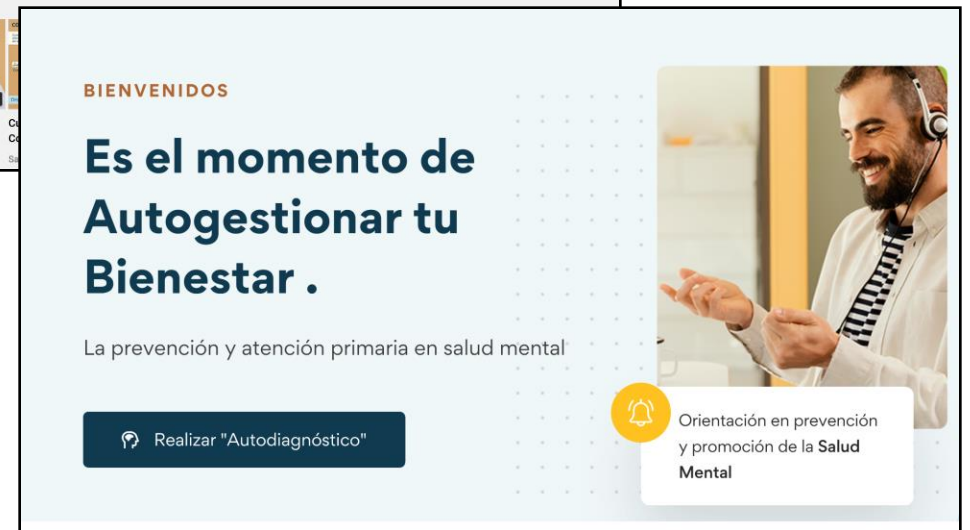 BIENVENIDOS
Es el momento de
Autogestionar tu
Bienestar .
La prevención y atención primaria en salud mental
Realizar "Autodiagnóstico"
Orientación en prevención
y promoción de la Salud
Mental